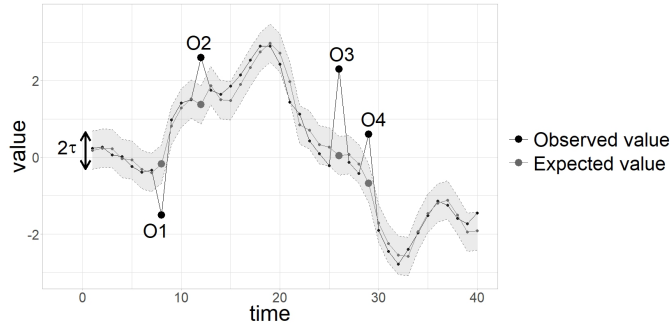 O2
O3
2
O4
value
2τ
0
Observed value
Expected value
O1
-2
0
10
20
30
40
time